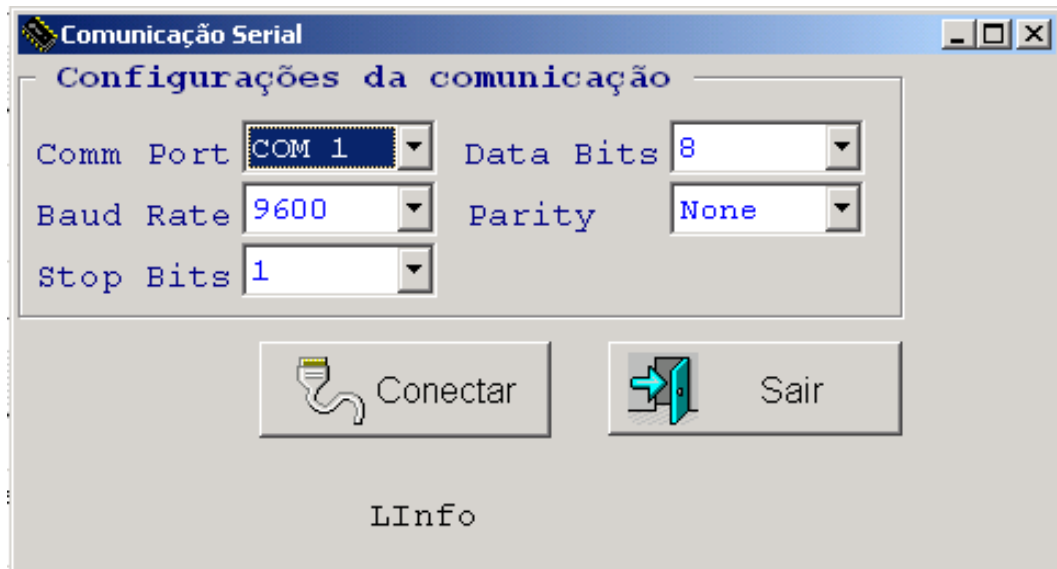 Comunicação Serial
Configurações da comunicação
Comm Port COM 1 Data Bits 8
Baud Rate 9600 Parity None
Stop Bits 1
Conectar Sair
LInfo